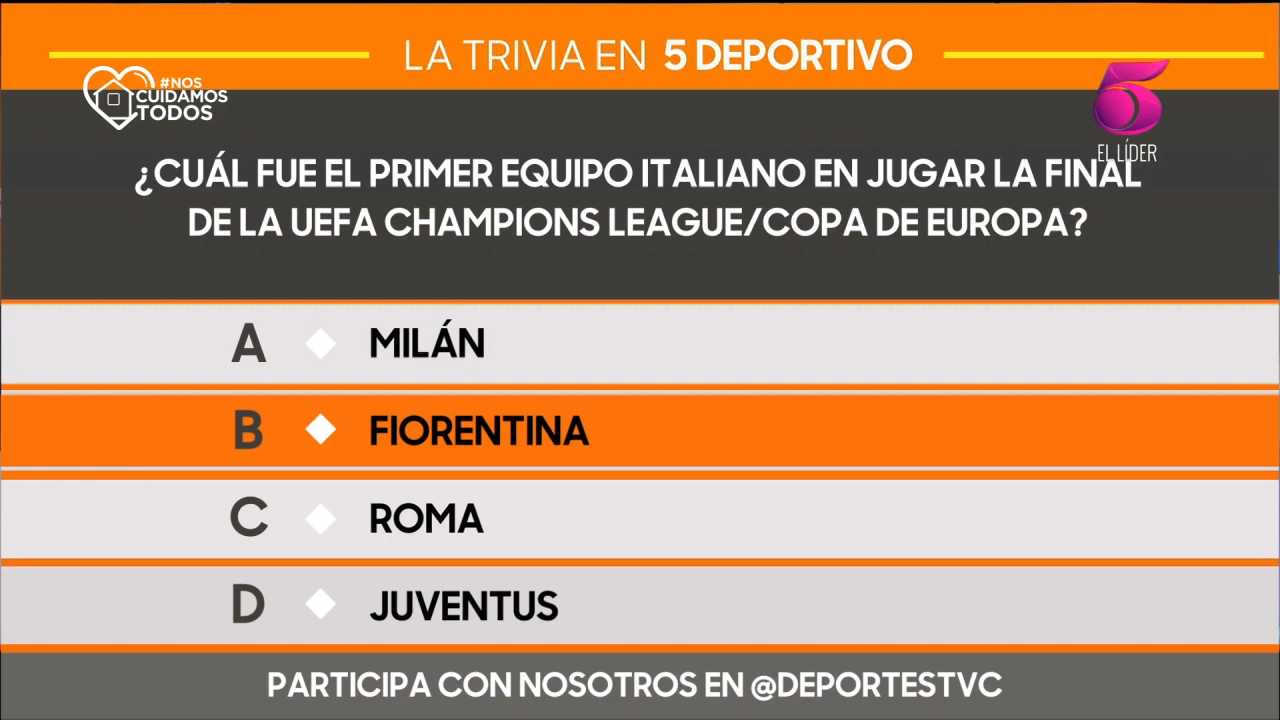 LA TRIVIA EN 5 DEPORTIVO
#NOS
CUIDAMOS
TODOS
5
EL LÍDER
¿CUÁL FUE EL PRIMER EQUIPO ITALIANO EN JUGAR LA FINAL
DE LA UEFA CHAMPIONS LEAGUE/COPA DE EUROPA?
A MILÁN
B FIORENTINA
C ROMA
D JUVENTUS
PARTICIPA CON NOSOTROS EN @DEPORTESTVC